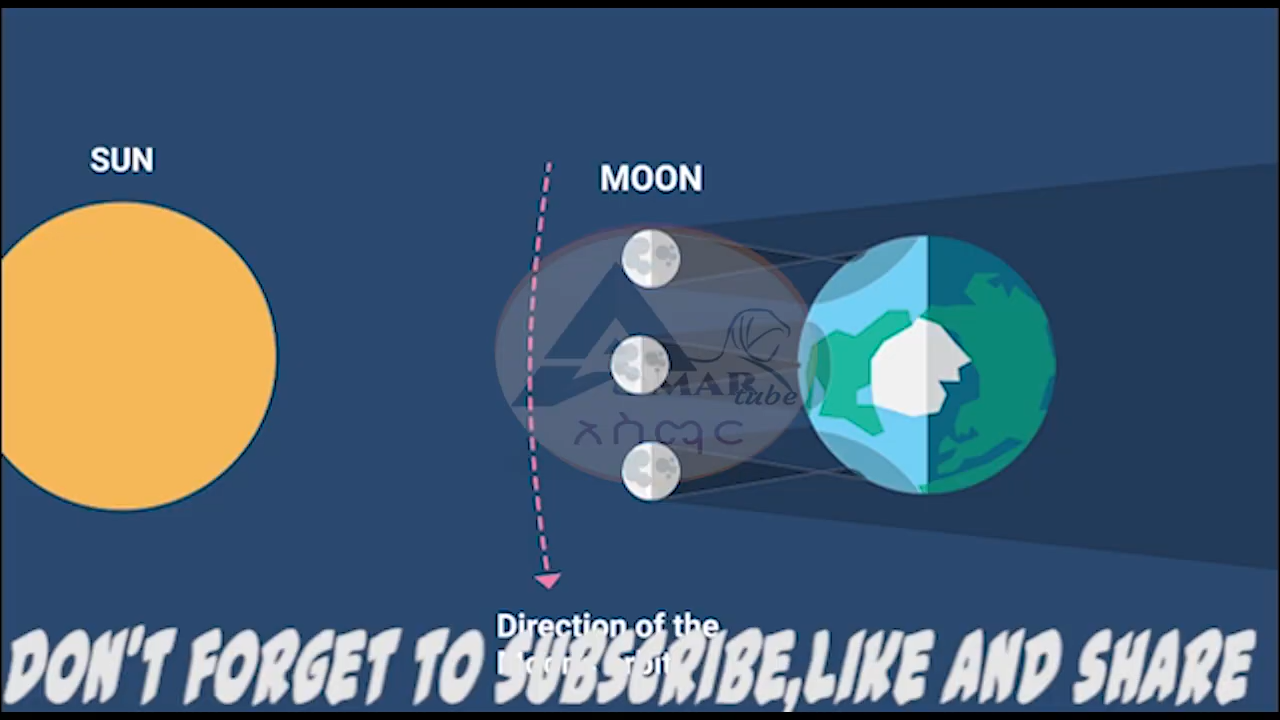 SUN
MOON
MAR
tube
አስማር
Direction of the
DON'T FORGET TO SUBSCRIBE,LIKE AND SHARE